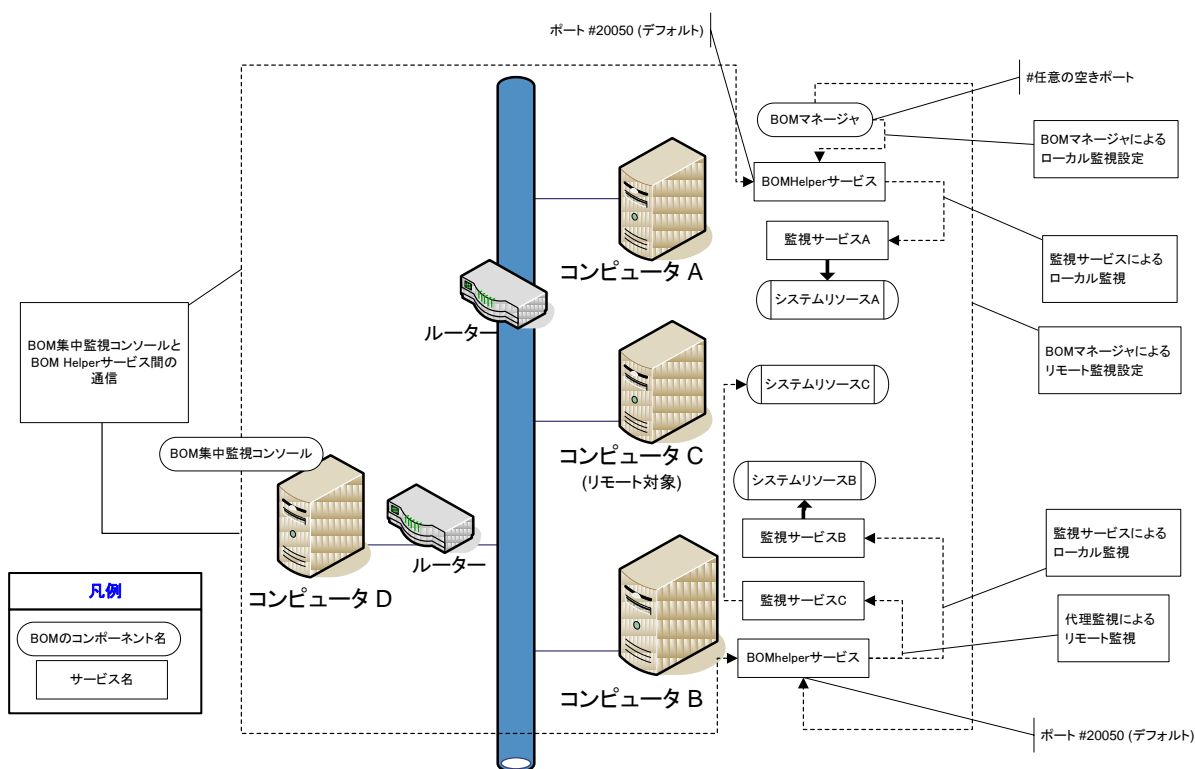 ポート #20050 (デフォルト)
#任意の空きポート
BOMマネージャ
BOMマネージャによる
ローカル監視設定
BOMHelperサービス
監視サービスA
コンピュータ A
監視サービスによる
ローカル監視
システムリソースA
ルーター
BOM集中監視コンソールと
BOM Helperサービス間の
通信
BOMマネージャによる
リモート監視設定
システムリソースC
コンピュータ C
(リモート対象)
BOM集中監視コンソール
システムリソースB
監視サービスB
監視サービスによる
ローカル監視
ルーター
コンピュータ D
監視サービスC
代理監視による
リモート監視
凡例
BOMのコンポーネント名
サービス名
BOMhelperサービス
コンピュータ B
ポート #20050 (デフォルト)